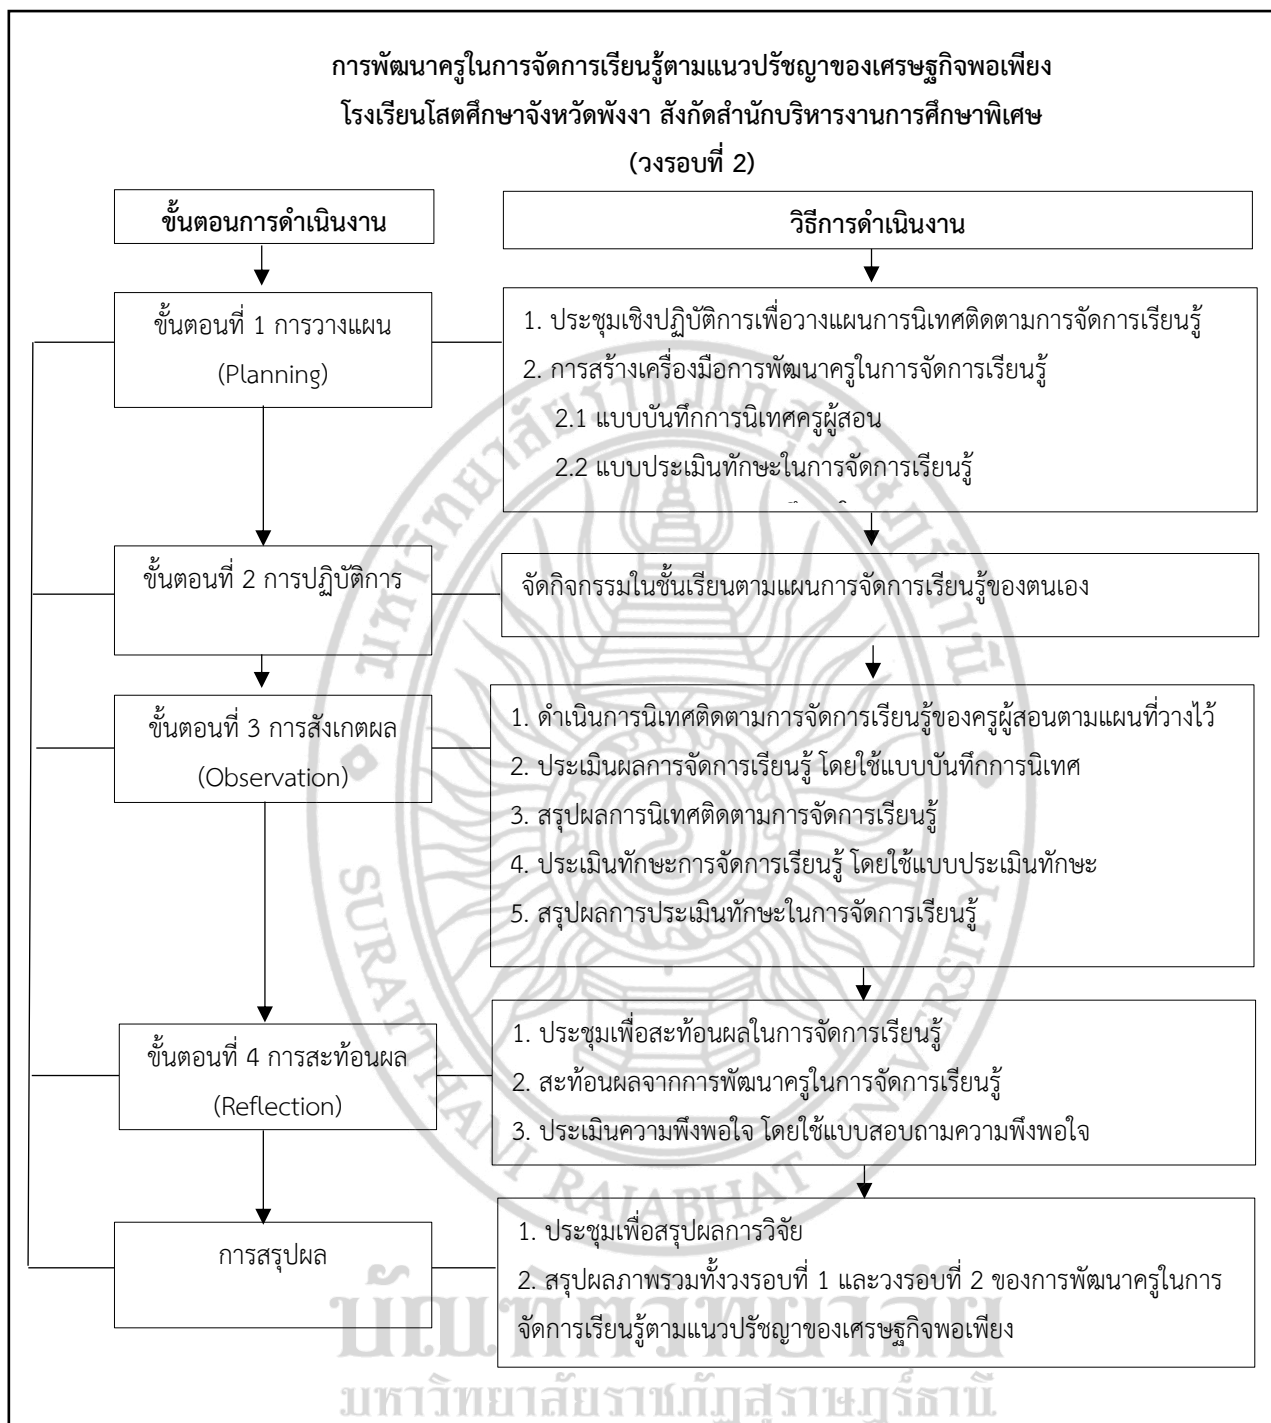 การพัฒนาครูในการจัดการเรียนรู้ตามแนวปรัชญาของเศรษฐกิจพอเพียง
โรงเรียนโสตศึกษาจังหวัดพังงา สังกัดสำนักบริหารงานการศึกษาพิเศษ
(วงรอบที่ 2)
ขั้นตอนการดำเนินงาน
วิธีการดำเนินงาน
ขั้นตอนที่ 1 การวางแผน
(Planning)
1. ประชุมเชิงปฏิบัติการเพื่อวางแผนการนิเทศติดตามการจัดการเรียนรู้
2. การสร้างเครื่องมือการพัฒนาครูในการจัดการเรียนรู้
2.1 แบบบันทึกการนิเทศครูผู้สอน
2.2 แบบประเมินทักษะในการจัดการเรียนรู้
ขั้นตอนที่ 2 การปฏิบัติการ
จัดกิจกรรมในชั้นเรียนตามแผนการจัดการเรียนรู้ของตนเอง
ขั้นตอนที่ 3 การสังเกตผล
(Observation)
1. ดำเนินการนิเทศติดตามการจัดการเรียนรู้ของครูผู้สอนตามแผนที่วางไว้
2. ประเมินผลการจัดการเรียนรู้ โดยใช้แบบบันทึกการนิเทศ
3. สรุปผลการนิเทศติดตามการจัดการเรียนรู้
4. ประเมินทักษะการจัดการเรียนรู้ โดยใช้แบบประเมินทักษะ
5. สรุปผลการประเมินทักษะในการจัดการเรียนรู้
ขั้นตอนที่ 4 การสะท้อนผล
(Reflection)
1. ประชุมเพื่อสะท้อนผลในการจัดการเรียนรู้
2. สะท้อนผลจากการพัฒนาครูในการจัดการเรียนรู้
3. ประเมินความพึงพอใจ โดยใช้แบบสอบถามความพึงพอใจ
การสรุปผล
1. ประชุมเพื่อสรุปผลการวิจัย
2. สรุปผลภาพรวมทั้งวงรอบที่ 1 และวงรอบที่ 2 ของการพัฒนาครูในการ
จัดการเรียนรู้ตามแนวปรัชญาของเศรษฐกิจพอเพียง
มหาวิทยาลัยราชภัฏสุราษฎร์ธานี
SURATTHANI RAJABHAT UNIVERSITY
บัณฑิตวิทยาลัย
มหาวิทยาลัยราชภัฏสุราษฎร์ธานี